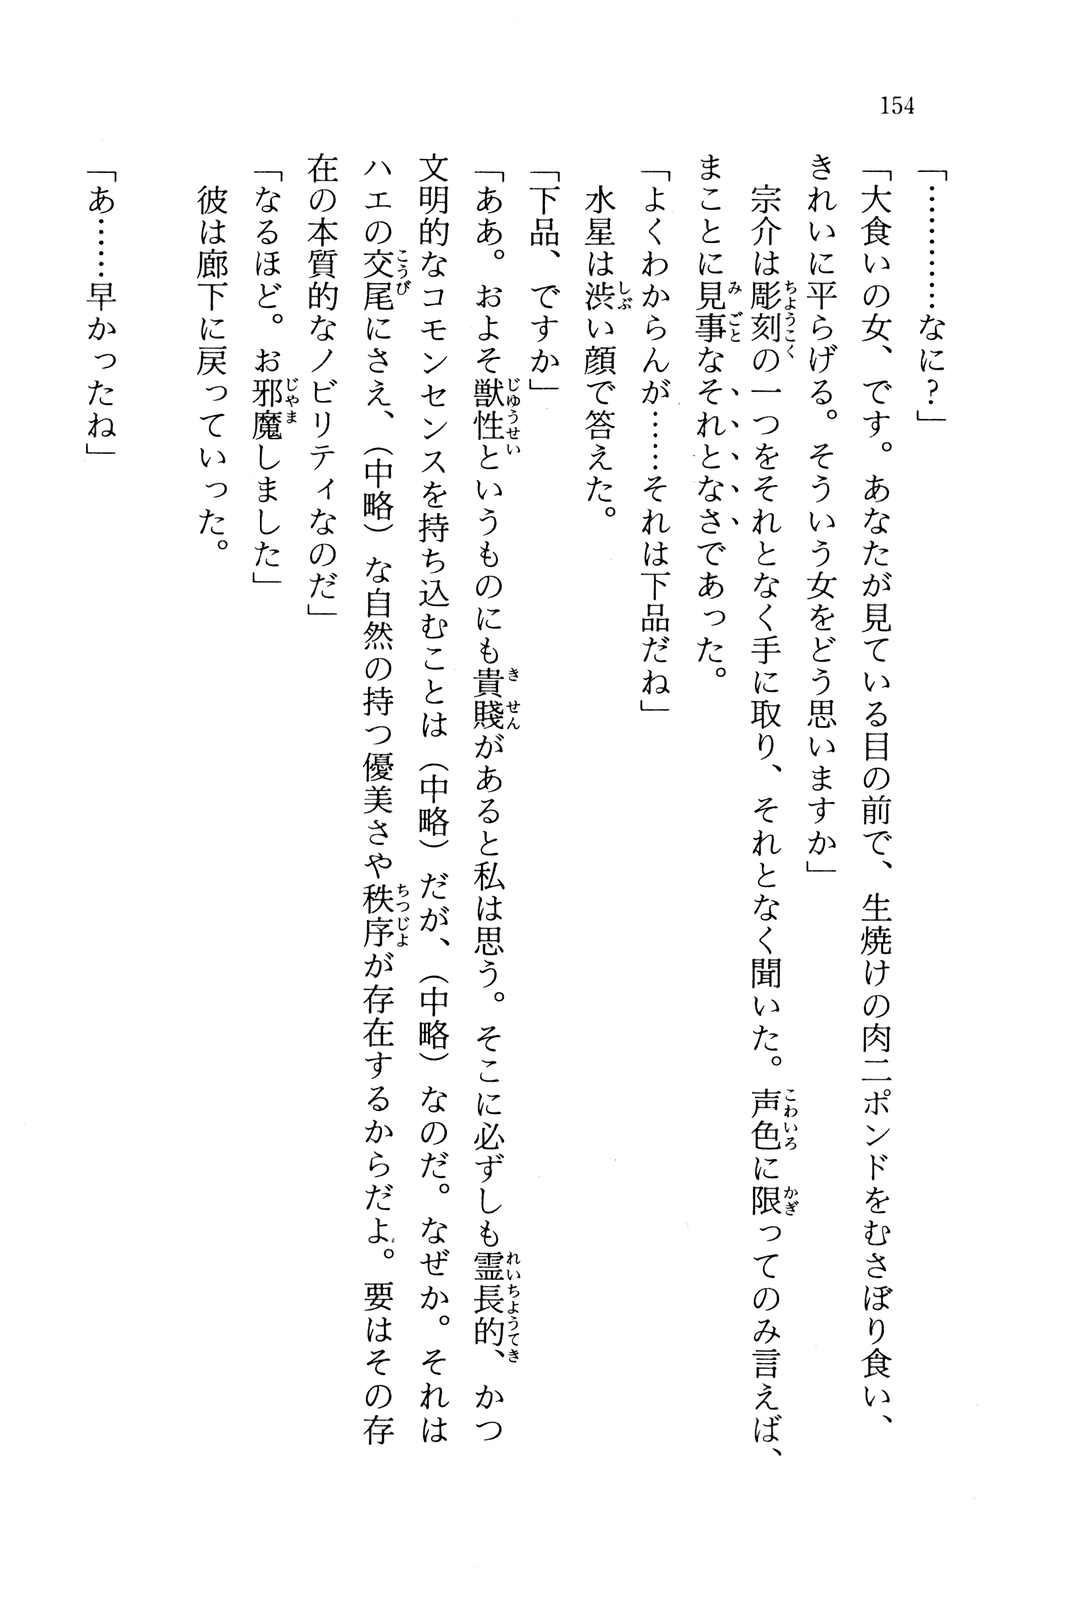 154
「…………なに？」
「大食いの女、です。あなたが見ている目の前で、生焼けの肉二ポンドをむさぼり食い、
きれいに平らげる。そういう女をどう思いますか」
　宗介は彫刻の一つをそれとなく手に取り、それとなく聞いた。声色に限ってのみ言えば、
まことに見事なそれとなさであった。
「よくわからんが……それは下品だね」
　水星は渋い顔で答えた。
「下品、ですか」
「ああ。およそ獣性というものにも貴賤があると私は思う。そこに必ずしも霊長的、かつ
文明的なコモンセンスを持ち込むことは（中略）だが、（中略）なのだ。なぜか。それは
ハエの交尾にさえ、（中略）な自然の持つ優美さや秩序が存在するからだよ。要はその存
在の本質的なノビリティなのだ」
「なるほど。お邪魔しました」
　彼は廊下に戻っていった。
「あ……早かったね」